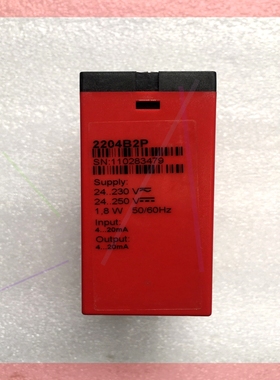 2204B2P
SN:110263479
Supply:
24..230 V~
24..250 V⎓
1,8 W 50/60Hz
Input:
4...20mA
Output:
4...20mA